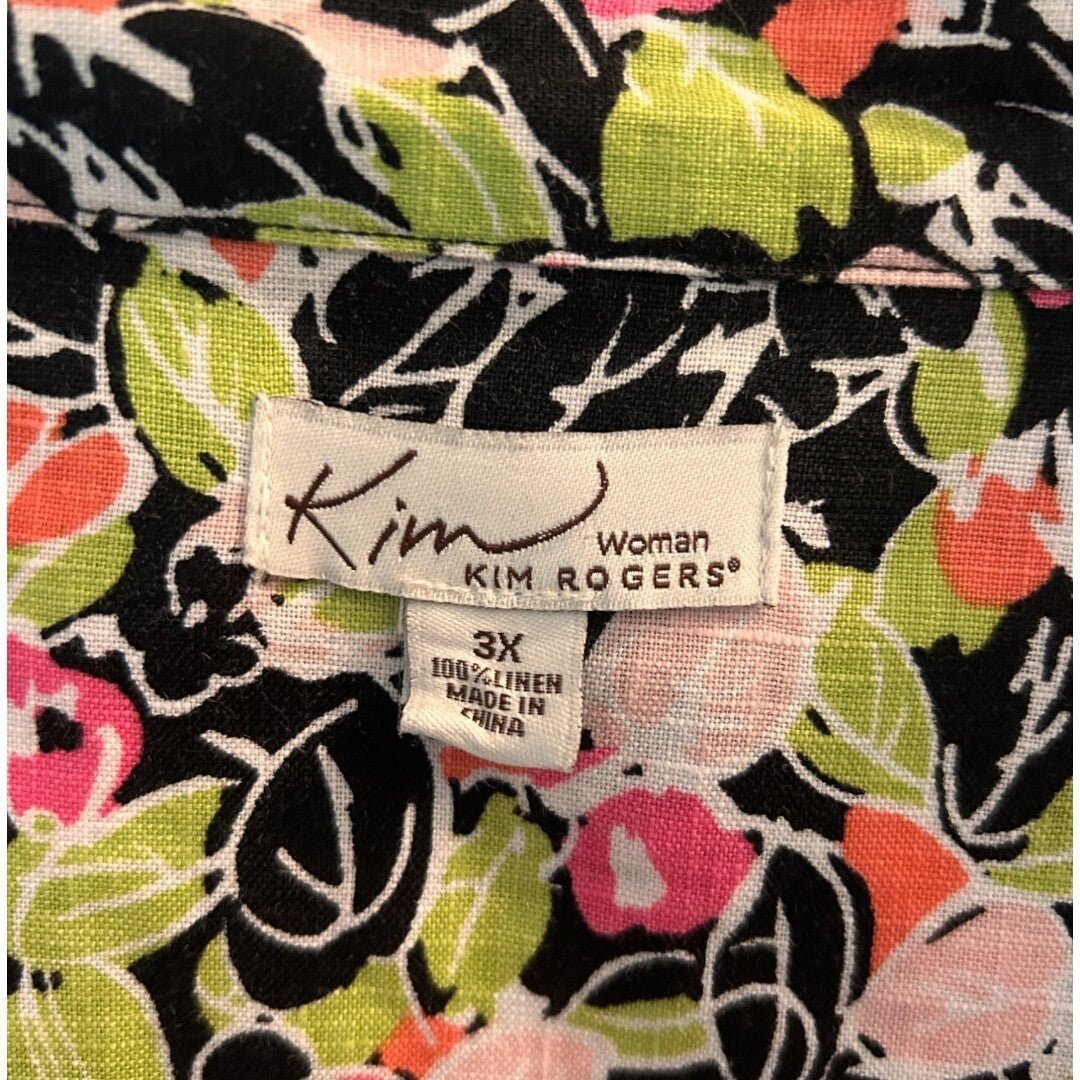 Kim
Woman
KIM ROGERS®
3X
100% LINEN
MADE IN
CHINA